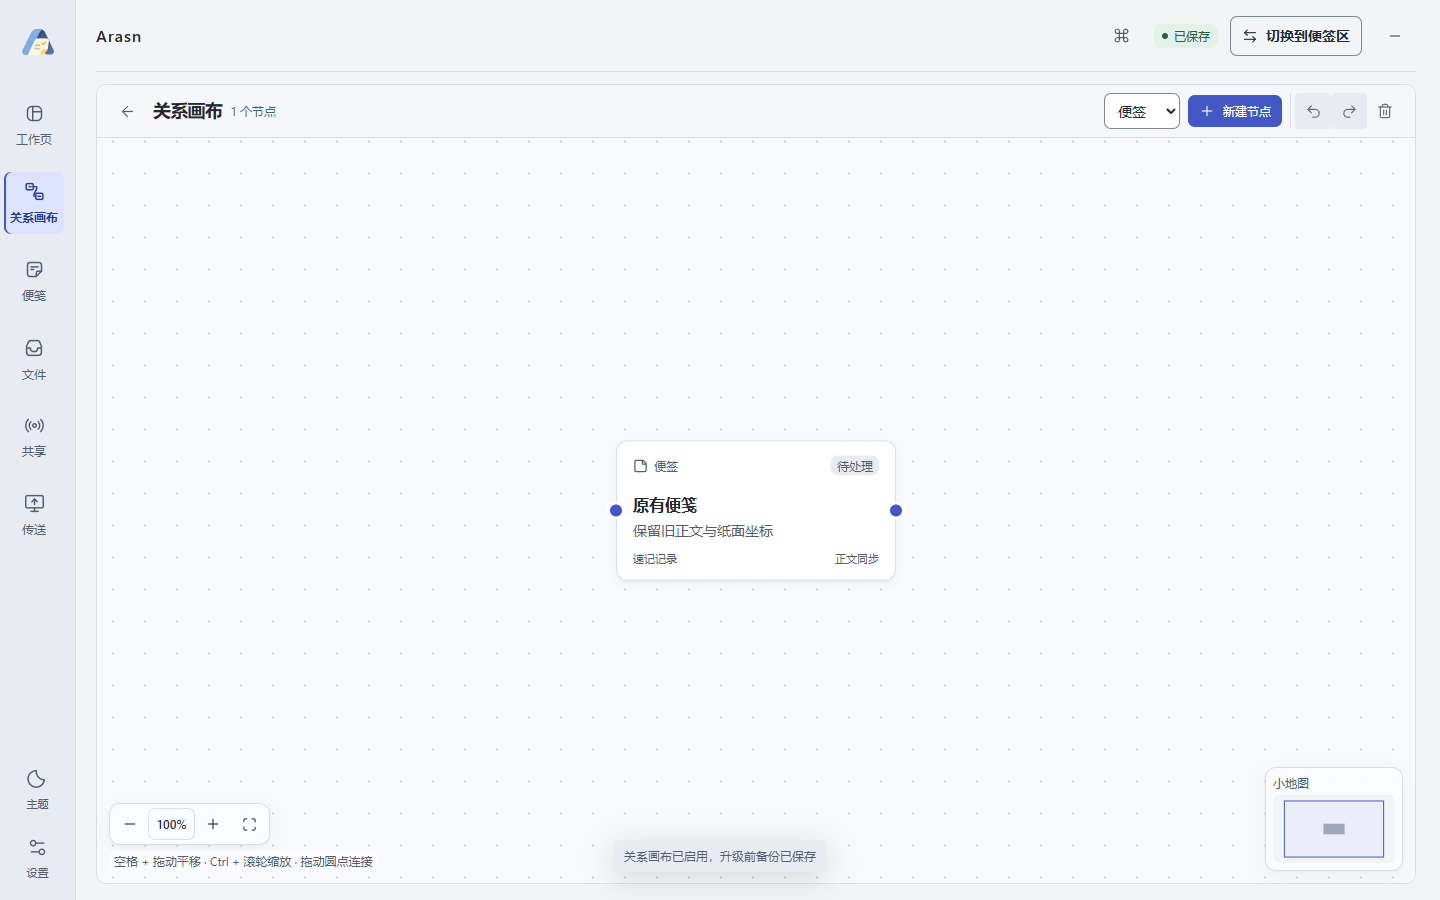 Arasn
已保存
切换到便签区
工作页
关系画布
便笺
文件
共享
传送
主题
设置
关系画布
1 个节点
便签
新建节点
便签
待处理
原有便笺
保留旧正文与纸面坐标
速记记录
正文同步
100%
空格 + 拖动平移 · Ctrl + 滚轮缩放 · 拖动圆点连接
关系画布已启用，升级前备份已保存
小地图